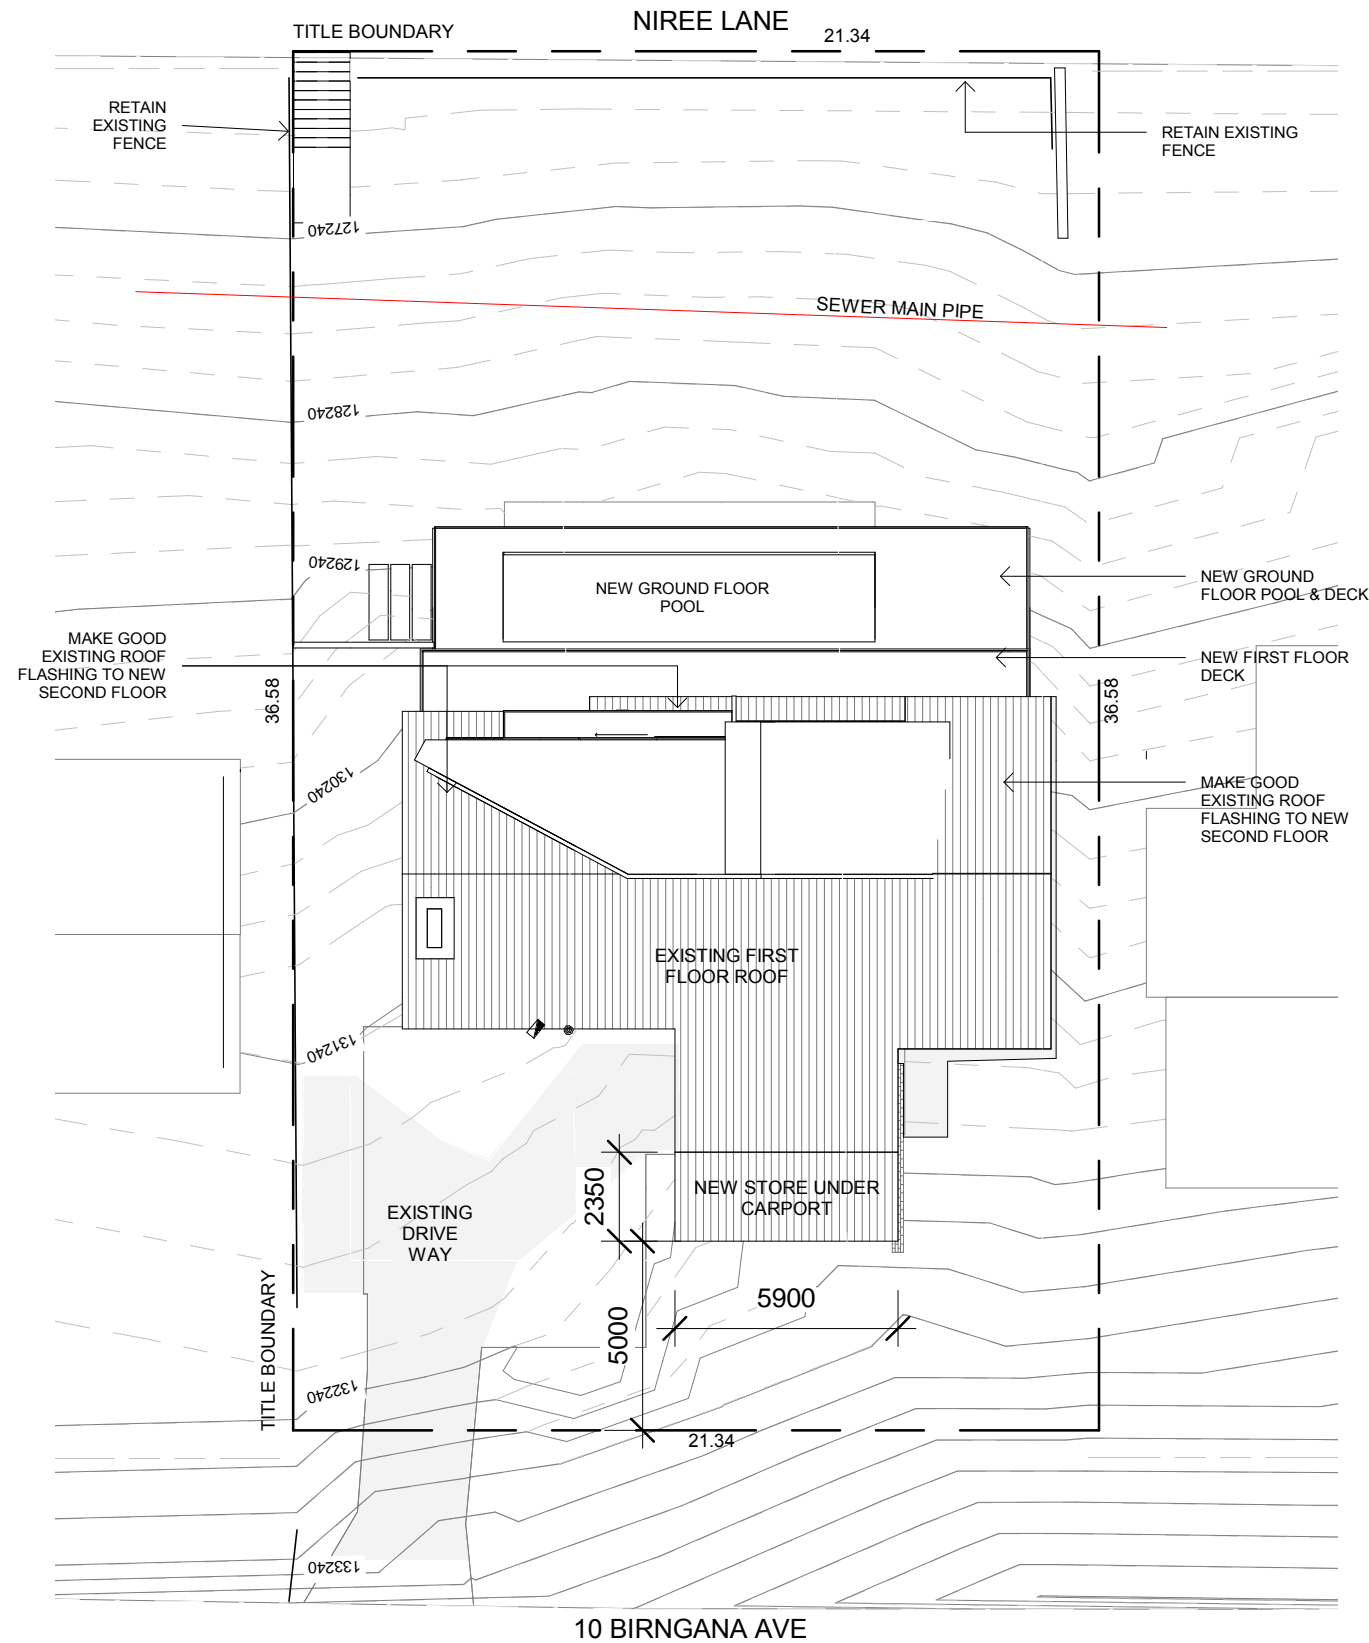 NIREE LANE
TITLE BOUNDARY
21.34
RETAIN
EXISTING
FENCE
RETAIN EXISTING
FENCE
127240
SEWER MAIN PIPE
128240
129240
NEW GROUND FLOOR
POOL
NEW GROUND
FLOOR POOL & DECK
MAKE GOOD
EXISTING ROOF
FLASHING TO NEW
SECOND FLOOR
NEW FIRST FLOOR
DECK
36.58
36.58
130240
MAKE GOOD
EXISTING ROOF
FLASHING TO NEW
SECOND FLOOR
EXISTING FIRST
FLOOR ROOF
131240
2350
NEW STORE UNDER
CARPORT
EXISTING
DRIVE
WAY
5900
5000
TITLE BOUNDARY
132240
21.34
133240
10 BIRNGANA AVE